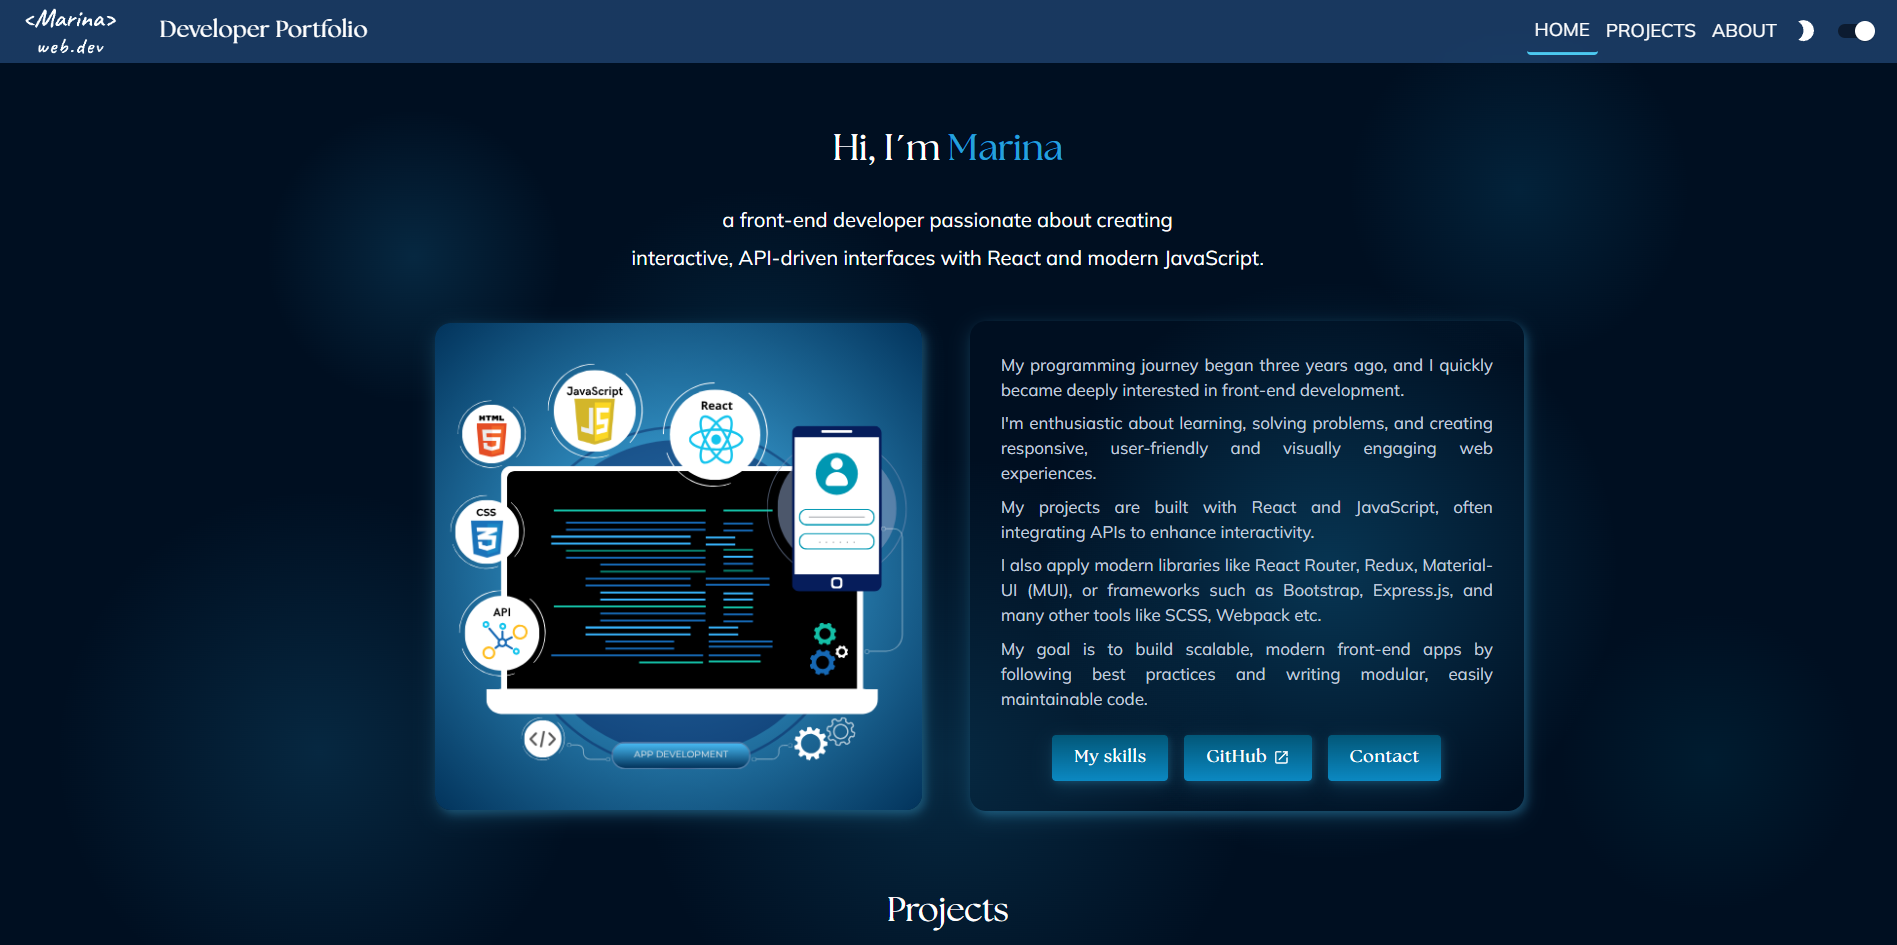 <Marina>
web.dev
Developer Portfolio
HOME PROJECTS ABOUT
Hi, I´m Marina
a front-end developer passionate about creating
interactive, API-driven interfaces with React and modern JavaScript.
HTML
JavaScript
React
CSS
API
</>
APP DEVELOPMENT
My programming journey began three years ago, and I quickly
became deeply interested in front-end development.
I'm enthusiastic about learning, solving problems, and creating
responsive, user-friendly and visually engaging web
experiences.
My projects are built with React and JavaScript, often
integrating APIs to enhance interactivity.
I also apply modern libraries like React Router, Redux, Material-
UI (MUI), or frameworks such as Bootstrap, Express.js, and
many other tools like SCSS, Webpack etc.
My goal is to build scalable, modern front-end apps by
following best practices and writing modular, easily
maintainable code.
My skills GitHub Contact
Projects